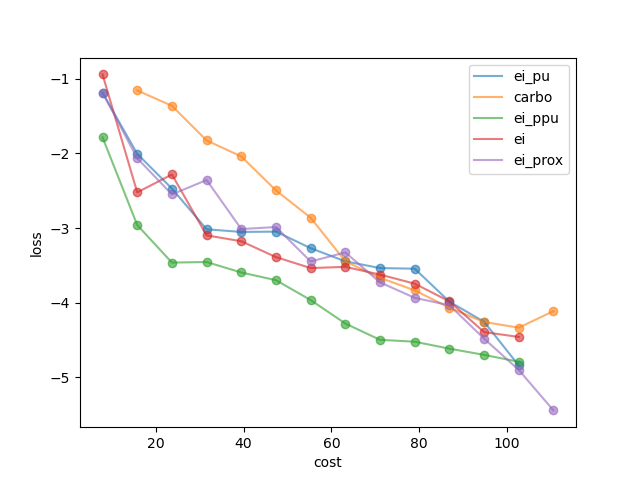 ei_pu
carbo
ei_ppu
ei
ei_prox
−1
−2
−3
−4
−5
loss
20
40
60
80
100
cost